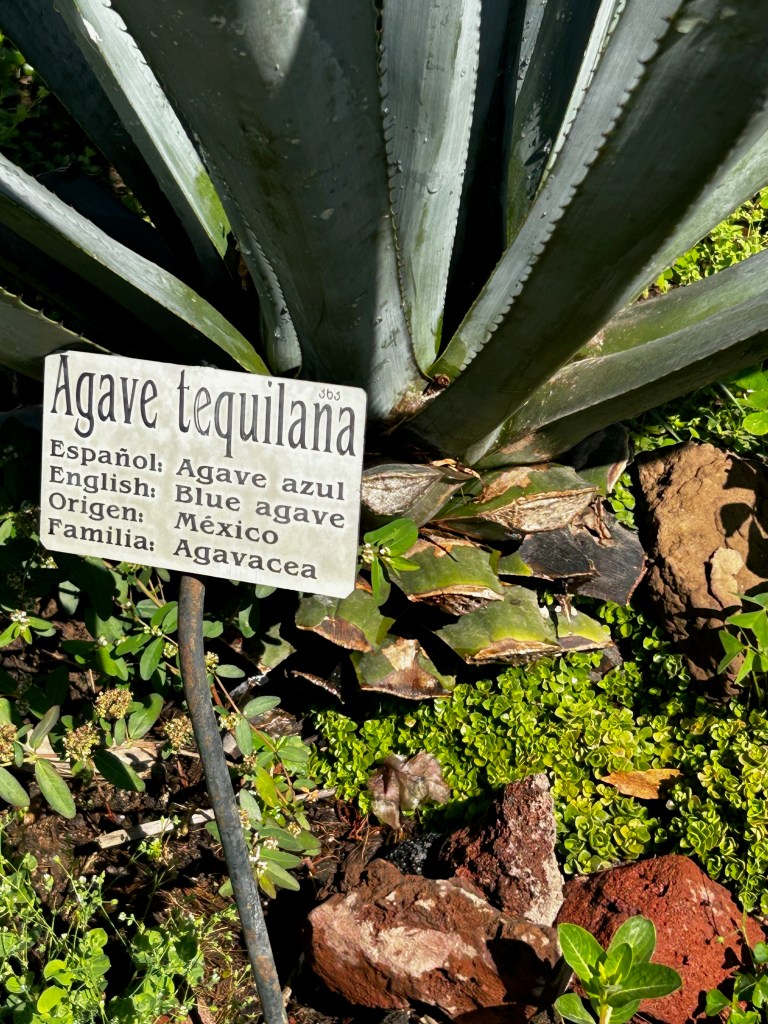 363
Agave tequilana
Español: Agave azul
English: Blue agave
Origen: México
Familia: Agavacea